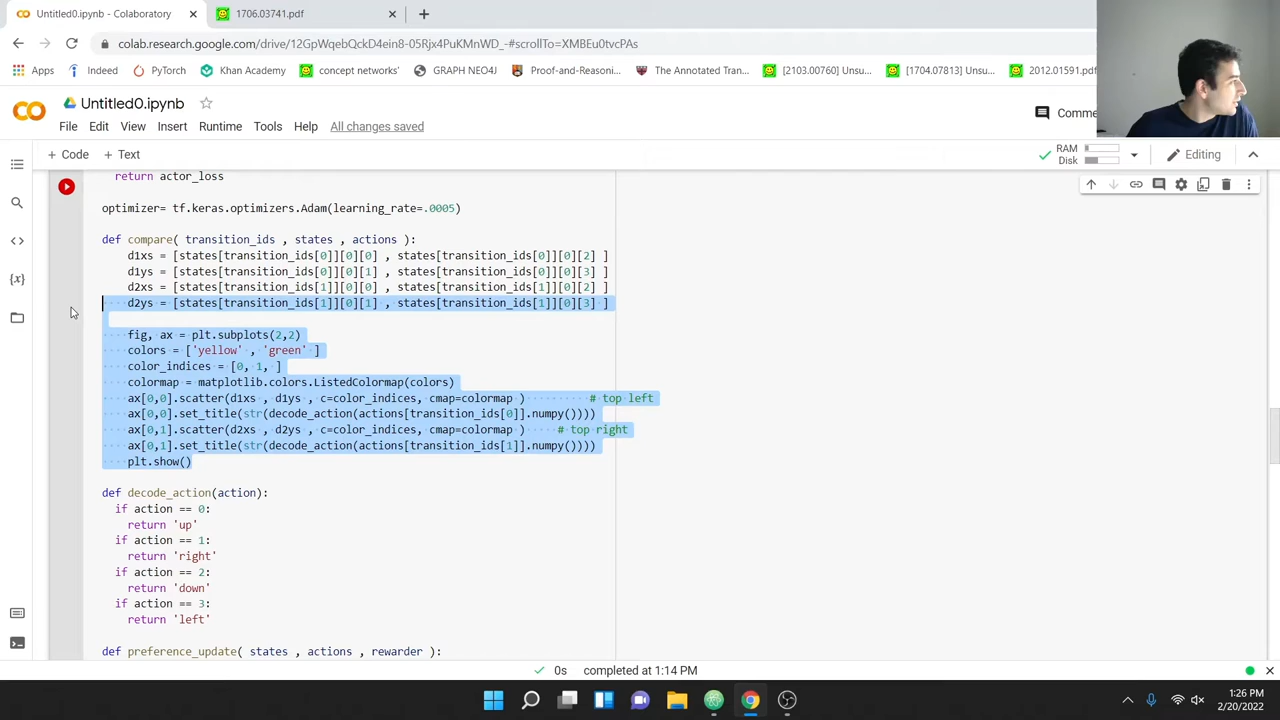 Untitled0.ipynb - Colaboratory
1706.03741.pdf
colab.research.google.com/drive/12GpWqebQckD4ein8-05Rjx4PuKMnWD_-#scrollTo=XMBEu0tvcPAs
Apps
Indeed
PyTorch
Khan Academy
concept networks
GRAPH NEO4J
Proof-and-Reasoni...
The Annotated Tran...
[2103.00760] Unsu...
[1704.07813] Unsu...
2012.01591.pdf
Untitled0.ipynb
File Edit View Insert Runtime Tools Help All changes saved
+ Code + Text
RAM
Disk
Editing
return actor_loss
optimizer= tf.keras.optimizers.Adam(learning_rate=.0005)
def compare( transition_ids , states , actions ):
d1xs = [states[transition_ids[0]][0][0] , states[transition_ids[0]][0][2] ]
d1ys = [states[transition_ids[0]][0][1] , states[transition_ids[0]][0][3] ]
d2xs = [states[transition_ids[1]][0][0] , states[transition_ids[1]][0][2] ]
d2ys = [states[transition_ids[1]][0][1] , states[transition_ids[1]][0][3] ]
fig, ax = plt.subplots(2,2)
colors = ['yellow' , 'green' ]
color_indices = [0, 1, ]
colormap = matplotlib.colors.ListedColormap(colors)
ax[0,0].scatter(d1xs , d1ys , c=color_indices, cmap=colormap ) # top left
ax[0,0].set_title(str(decode_action(actions[transition_ids[0]].numpy())))
ax[0,1].scatter(d2xs , d2ys , c=color_indices, cmap=colormap ) # top right
ax[0,1].set_title(str(decode_action(actions[transition_ids[1]].numpy())))
plt.show()
def decode_action(action):
if action == 0:
return 'up'
if action == 1:
return 'right'
if action == 2:
return 'down'
if action == 3:
return 'left'
def preference_update( states , actions , rewarder ):
0s completed at 1:14 PM
1:26 PM
2/20/2022